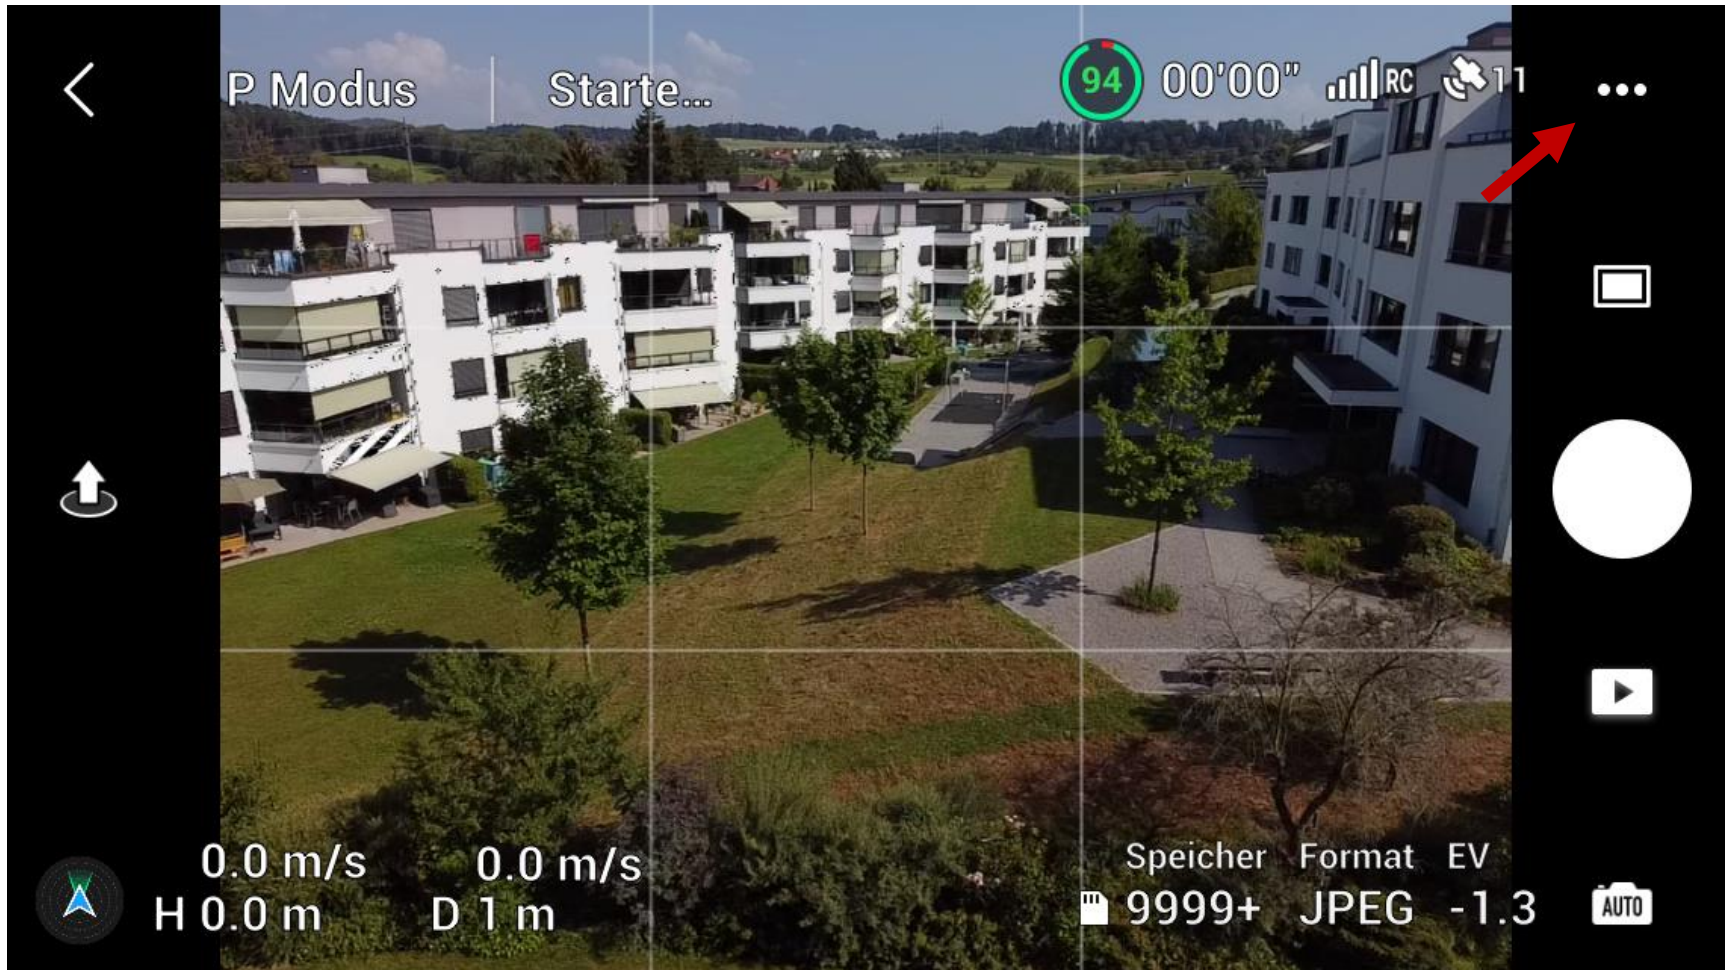 P Modus Starte... 94 00'00" RC 11
0.0 m/s 0.0 m/s
H 0.0 m D 1 m
Speicher Format EV
9999+ JPEG -1.3
AUTO